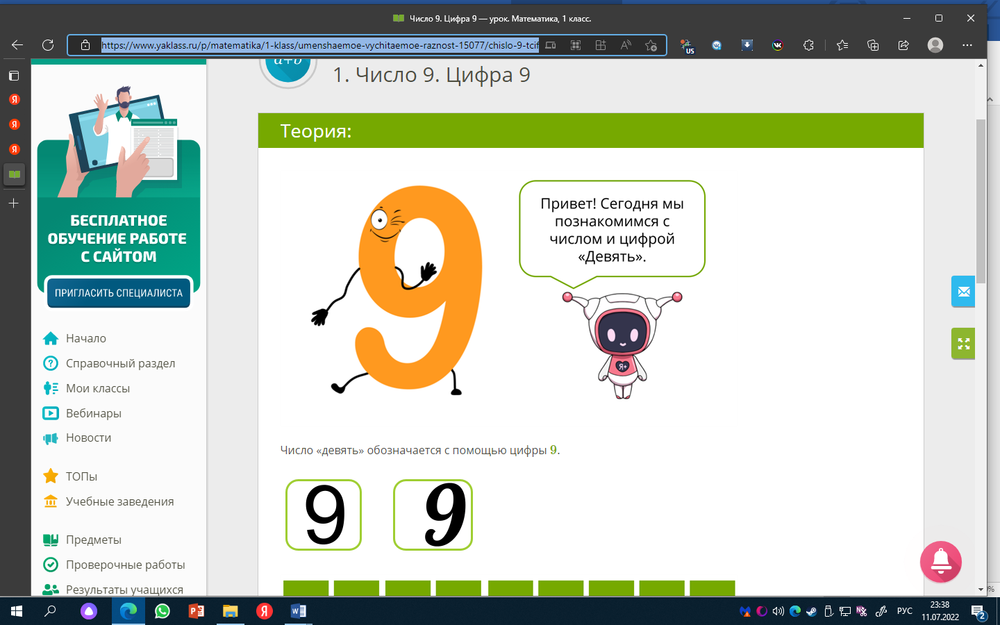 Число 9. Цифра 9 — урок. Математика, 1 класс.
https://www.yaklass.ru/p/matematika/1-klass/umenshaemoe-vychitaemoe-raznost-15077/chislo-9-tcif
US
a+b
1. Число 9. Цифра 9
Теория:
9
Привет! Сегодня мы
познакомимся с
числом и цифрой
«Девять».
Я+
БЕСПЛАТНОЕ
ОБУЧЕНИЕ РАБОТЕ
С САЙТОМ
ПРИГЛАСИТЬ СПЕЦИАЛИСТА
Начало
Справочный раздел
Мои классы
Вебинары
Новости
ТОПы
Учебные заведения
Предметы
Проверочные работы
Результаты учащихся
Число «девять» обозначается с помощью цифры 9.
9 9
%
РУС
23:38
11.07.2022
2